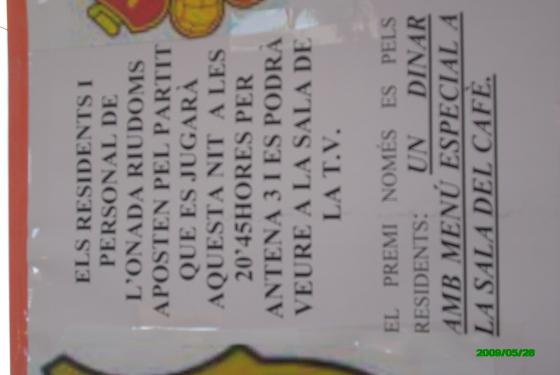 ELS RESIDENTS I
PERSONAL DE
L'ONADA RIUDOMS
APOSTEN PEL PARTIT
QUE ES JUGARÀ
AQUESTA NIT A LES
20'45HORES PER
ANTENA 3 I ES PODRÀ
VEURE A LA SALA DE
LA T.V.
EL PREMI NOMÉS ES PELS
RESIDENTS: UN DINAR
AMB MENÚ ESPECIAL A
LA SALA DEL CAFÈ.
2009/05/28